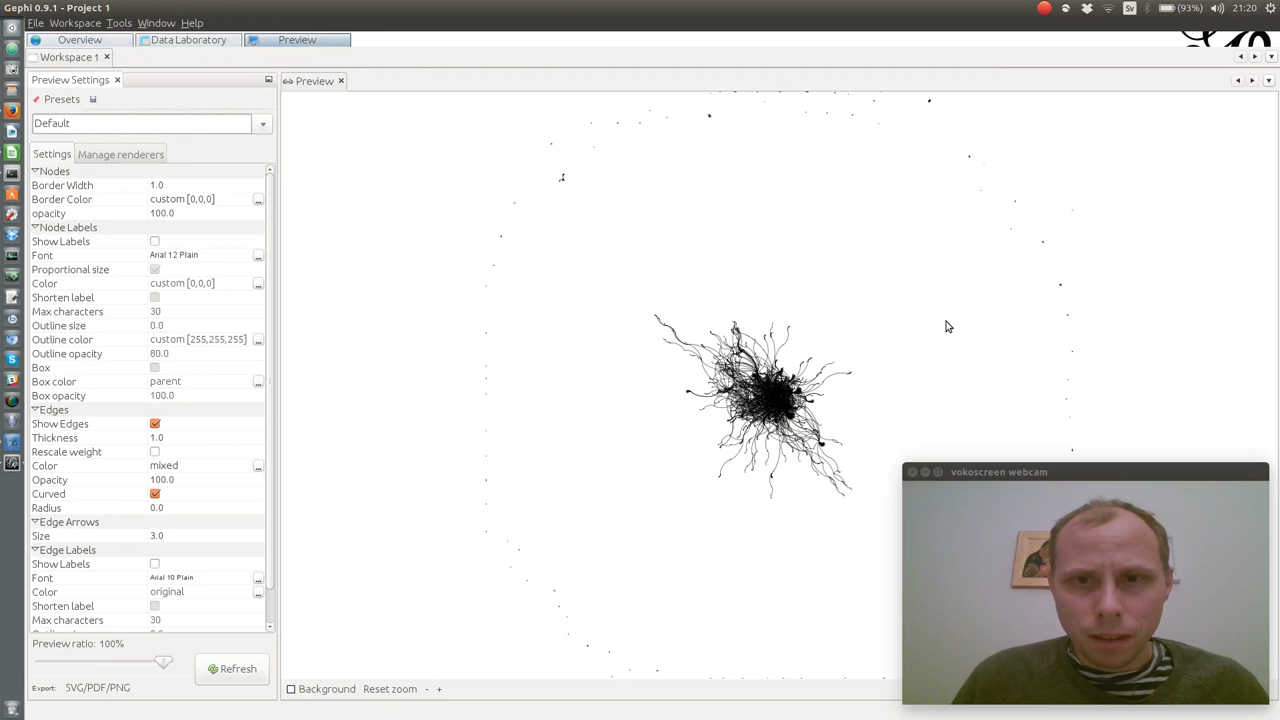 Gephi 0.9.1 - Project 1
Sv
(93%)
21:20
File Workspace Tools Window Help
Overview
Data Laboratory
Preview
Workspace 1
Preview Settings
Preview
Presets
Default
Settings
Manage renderers
Nodes
Border Width 1.0
Border Color custom [0,0,0] ...
opacity 100.0
Node Labels
Show Labels
Font Arial 12 Plain ...
Proportional size
Color custom [0,0,0] ...
Shorten label
Max characters 30
Outline size 0.0
Outline color custom [255,255,255] ...
Outline opacity 80.0
Box
Box color parent ...
Box opacity 100.0
Edges
Show Edges
Thickness 1.0
Rescale weight
Color mixed ...
Opacity 100.0
Curved
Radius 0.0
Edge Arrows
Size 3.0
Edge Labels
Show Labels
Font Arial 10 Plain ...
Color original ...
Shorten label
Max characters 30
Preview ratio: 100%
Refresh
Export: SVG/PDF/PNG
Background Reset zoom - +
vokoscreen webcam